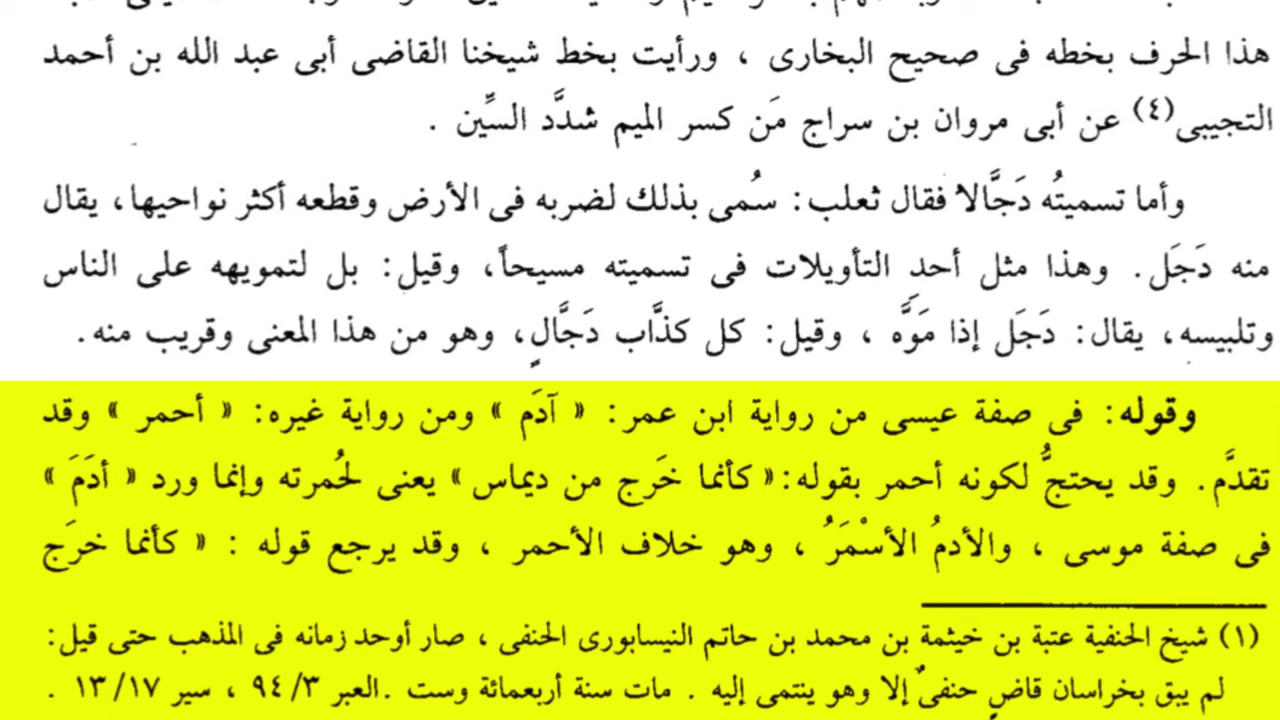 هذا الحرف بخطه فى صحيح البخارى ، ورأيت بخط شيخنا القاضى أبى عبد الله بن أحمد
التجيبى(٤) عن أبى مروان بن سراج مَن كسر الميم شدَّد السِّين .
وأما تسميتُه دَجَّالا فقال ثعلب: سُمى بذلك لضربه فى الأرض وقطعه أكثر نواحيها، يقال
منه دَجَل. وهذا مثل أحدِ التأويلات فى تسميته مسيحاً، وقيل: بل لتمويهه على الناس
وتلبيسه، يقال: دَجَل إذا مَوَّه ، وقيل: كل كذَّاب دَجَّالٍ، وهو من هذا المعنى وقريب منه.
وقوله: فى صفة عيسى من رواية ابن عمر: « آدَم » ومن رواية غيره: « أحمر » وقد
تقدَّم. وقد يحتجُّ لكونه أحمر بقوله:« كأنما خَرَج من ديماس » يعنى لحُمرته وإنما ورد « أدَمَ »
فى صفة موسى ، والأدمُ الأسْمَرُ ، وهو خلاف الأحمر ، وقد يرجع قوله : « كأنما خرَج
(١) شيخ الحنفية عتبة بن خيثمة بن محمد بن حاتم النيسابورى الحنفى ، صار أوحد زمانه فى المذهب حتى قيل:
لم يبق بخراسان قاضٍ حنفىٌ إلا وهو ينتمى إليه . مات سنة أربعمائة وست .العبر ٩٤/٣ ، سير ١٣/١٧ .